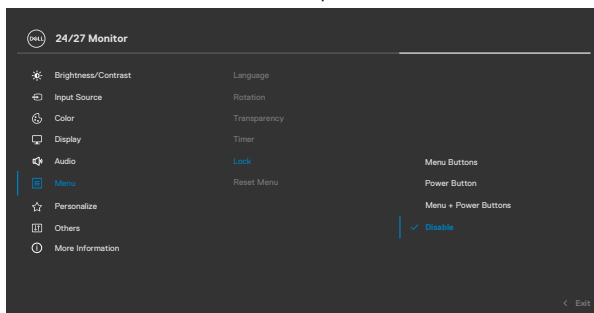 DELL
24/27 Monitor
Brightness/Contrast
Input Source
Color
Display
Audio
Menu
Personalize
Others
More Information
Language
Rotation
Transparency
Timer
Lock
Reset Menu
Menu Buttons
Power Button
Menu + Power Buttons
Disable
Exit